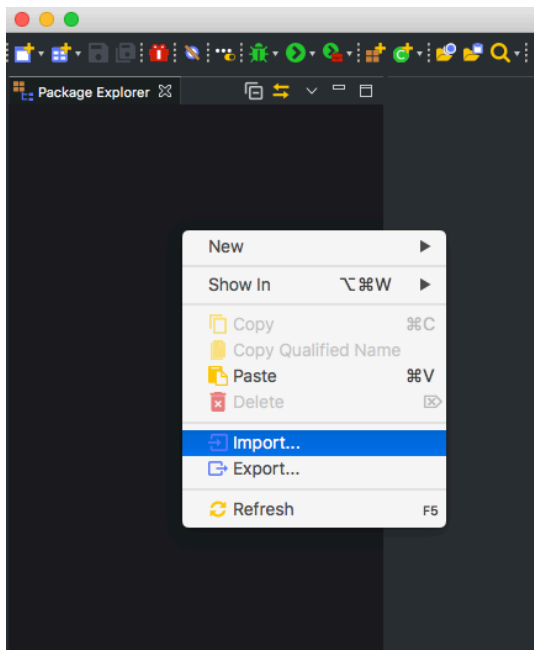 Package Explorer
New
Show In ⌥⌘W
Copy ⌘C
Copy Qualified Name
Paste ⌘V
Delete ⌦
Import...
Export...
Refresh F5